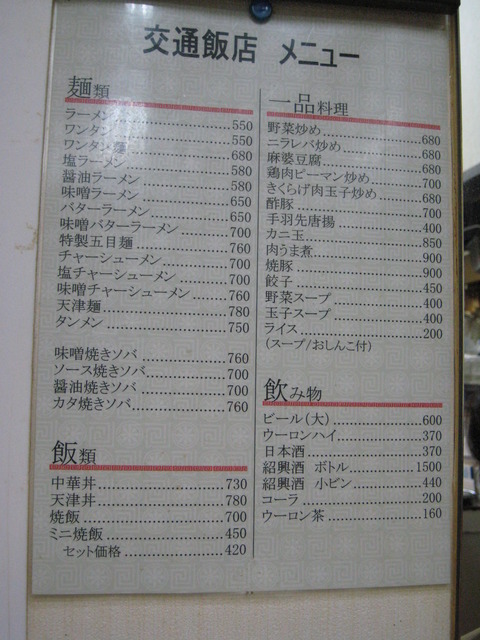 交通飯店 メニュー
麺類
ラーメン 550
ワンタン 550
ワンタン麺 680
塩ラーメン 580
醤油ラーメン 580
味噌ラーメン 650
バターラーメン 650
味噌バターラーメン 700
特製五目麺 760
チャーシューメン 700
塩チャーシューメン 700
味噌チャーシューメン 760
天津麺 780
タンメン 750
味噌焼きソバ 760
ソース焼きソバ 700
醤油焼きソバ 700
カタ焼きソバ 760
飯類
中華丼 730
天津丼 780
焼飯 700
ミニ焼飯 450
セット価格 420
一品料理
野菜炒め 680
ニラレバ炒め 680
麻婆豆腐 680
鶏肉ピーマン炒め 700
きくらげ肉玉子炒め 680
酢豚 700
手羽先唐揚 400
カニ玉 850
肉うま煮 900
焼豚 900
餃子 450
野菜スープ 400
玉子スープ 400
ライス 200
(スープ/おしんこ付)
飲み物
ビール(大) 600
ウーロンハイ 370
日本酒 370
紹興酒 ボトル 1500
紹興酒 小ビン 440
コーラ 200
ウーロン茶 160